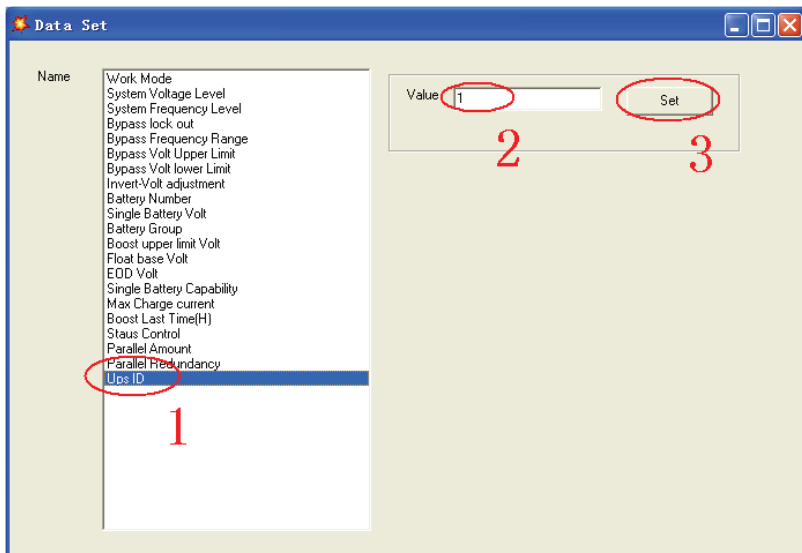 Data Set
Name
Work Mode
System Voltage Level
System Frequency Level
Bypass lock out
Bypass Frequency Range
Bypass Volt Upper Limit
Bypass Volt lower Limit
Invert-Volt adjustment
Battery Number
Single Battery Volt
Battery Group
Boost upper limit Volt
Float base Volt
EOD Volt
Single Battery Capability
Max Charge current
Boost Last Time(H)
Staus Control
Parallel Amount
Parallel Redundancy
Ups ID
1
Value 1 Set
2 3